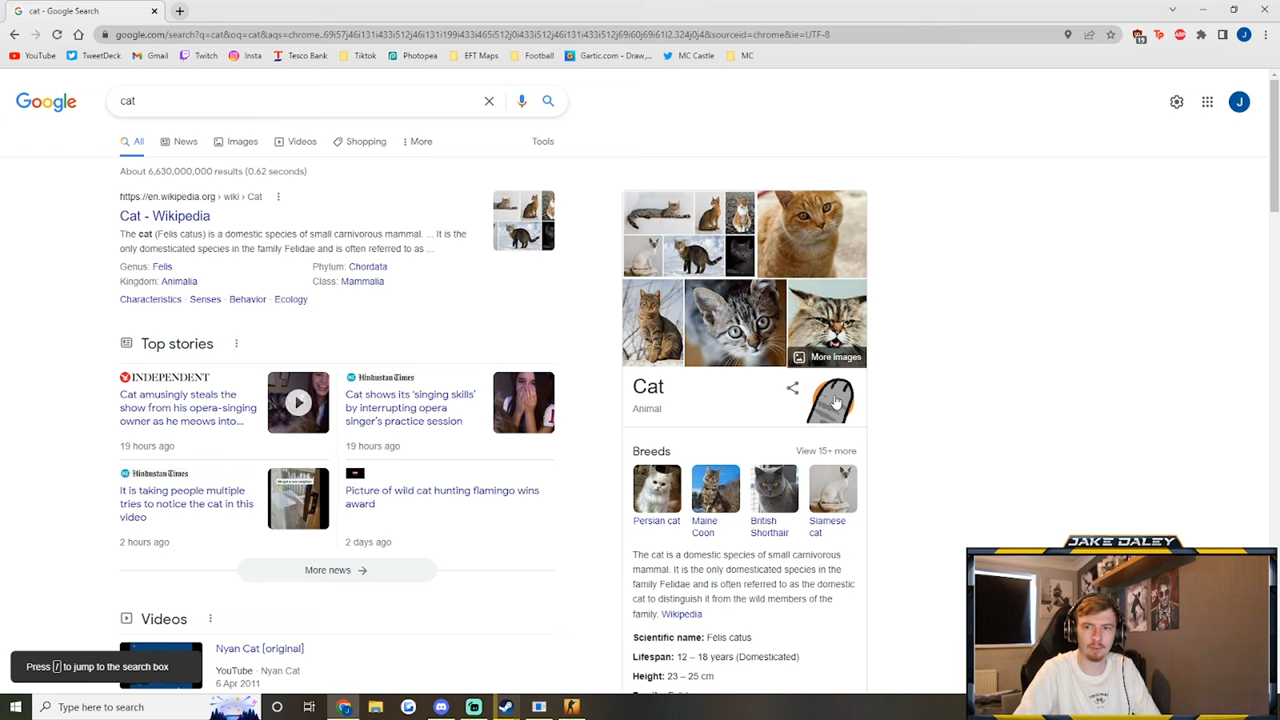 cat - Google Search
google.com/search?q=cat&oq=cat&aqs=chrome..69i57j46i131i433i465i512j0i433i512j46i131i199i433i465i512j0i433i512j46i131i433i512j69i60j69i61i2.324j0j4&sourceid=chrome&ie=UTF-8
YouTube
TweetDeck
Gmail
Twitch
Insta
Tesco Bank
Tiktok
Photopea
EFT Maps
Football
Gartic.com - Draw,...
MC Castle
MC
Google
cat
All
News
Images
Videos
Shopping
More
Tools
About 6,630,000,000 results (0.62 seconds)
https://en.wikipedia.org › wiki › Cat
Cat - Wikipedia
The cat (Felis catus) is a domestic species of small carnivorous mammal. ... It is the
only domesticated species in the family Felidae and is often referred to as ...
Genus: Felis
Phylum: Chordata
Kingdom: Animalia
Class: Mammalia
Characteristics · Senses · Behavior · Ecology
Top stories
INDEPENDENT
Cat amusingly steals the
show from his opera-singing
owner as he meows into...
19 hours ago
Hindustan Times
Cat shows its 'singing skills'
by interrupting opera
singer's practice session
19 hours ago
Hindustan Times
It is taking people multiple
tries to notice the cat in this
video
2 hours ago
Picture of wild cat hunting flamingo wins
award
2 days ago
More news →
Videos
Nyan Cat [original]
YouTube · Nyan Cat
6 Apr 2011
Press / to jump to the search box
More images
Cat
Animal
Breeds
View 15+ more
Persian cat
Maine
Coon
British
Shorthair
Siamese
cat
The cat is a domestic species of small carnivorous
mammal. It is the only domesticated species in the
family Felidae and is often referred to as the domestic
cat to distinguish it from the wild members of the
family. Wikipedia
Scientific name: Felis catus
Lifespan: 12 – 18 years (Domesticated)
Height: 23 – 25 cm
JAKE DALEY
Type here to search
J
J